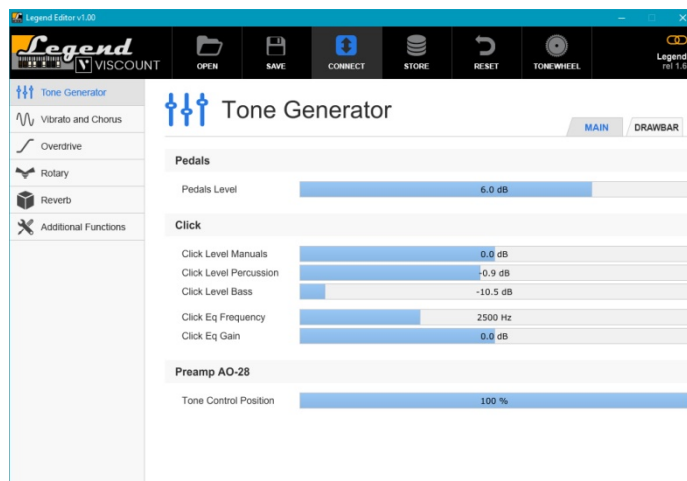 Legend Editor v1.00
Legend
VISCOUNT
OPEN
SAVE
CONNECT
STORE
RESET
TONEWHEEL
Legend
rel 1.6
Tone Generator
Vibrato and Chorus
Overdrive
Rotary
Reverb
Additional Functions
Tone Generator
MAIN
DRAWBAR
Pedals
Pedals Level 6.0 dB
Click
Click Level Manuals 0.0 dB
Click Level Percussion -0.9 dB
Click Level Bass -10.5 dB
Click Eq Frequency 2500 Hz
Click Eq Gain 0.0 dB
Preamp AO-28
Tone Control Position 100 %